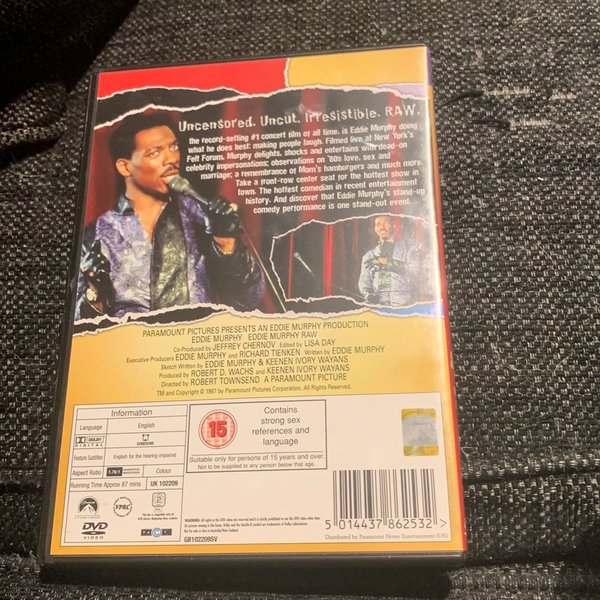 Uncensored. Uncut. Irresistible. RAW.
the record-setting #1 concert film of all time, is Eddie Murphy doing
what he does best: making people laugh. Filmed live at New York's
Felt Forum, Murphy delights, shocks and entertains with dead-on
celebrity impersonations; observations on '80s love, sex and
marriage; a remembrance of Mom's hamburgers and much more
Take a front-row center seat for the hottest show in
town. The hottest comedian in recent entertainment
history. And discover that Eddie Murphy's stand-up
comedy performance is one stand-out event.
PARAMOUNT PICTURES PRESENTS AN EDDIE MURPHY PRODUCTION
EDDIE MURPHY EDDIE MURPHY RAW
Co-Produced by JEFFREY CHERNOV Edited by LISA DAY
Executive Producers EDDIE MURPHY and RICHARD TIENKEN Written by EDDIE MURPHY
Sketch Written by EDDIE MURPHY & KEENEN IVORY WAYANS
Produced by ROBERT D. WACHS and KEENEN IVORY WAYANS
Directed by ROBERT TOWNSEND A PARAMOUNT PICTURE
TM and Copyright © 1987 by Paramount Pictures Corporation. All Rights Reserved.
Information
Language English
DOLBY DIGITAL SURROUND
Feature Subtitles English for the hearing impaired
Aspect Ratio 1.78:1 Colour
Running Time Approx. 87 mins UK 102209
15
Contains
strong sex
references and
language
Suitable only for persons of 15 years and over.
Not to be supplied to any person below that age.
VPRC
2
DVD
VIDEO
PAL
GB102209SV
5 014437 862532 >
Distributed by Paramount Home Entertainment (UK)